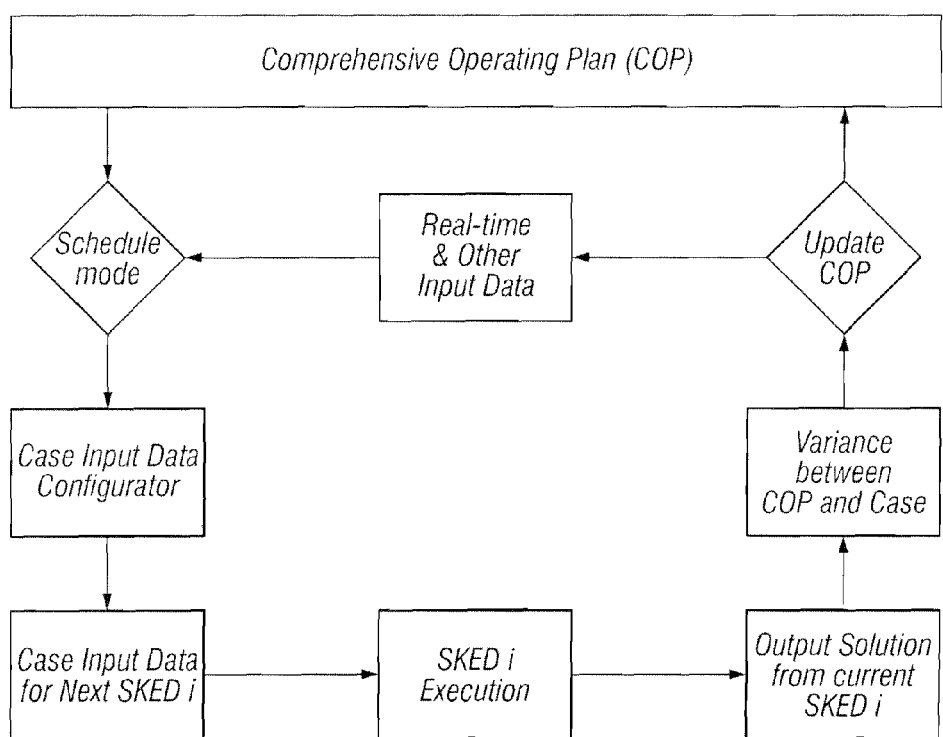 Comprehensive Operating Plan (COP)
Schedule
mode
Real-time
& Other
Input Data
Update
COP
Case Input Data
Configurator
Variance
between
COP and Case
Case Input Data
for Next SKED i
SKED i
Execution
Output Solution
from current
SKED i